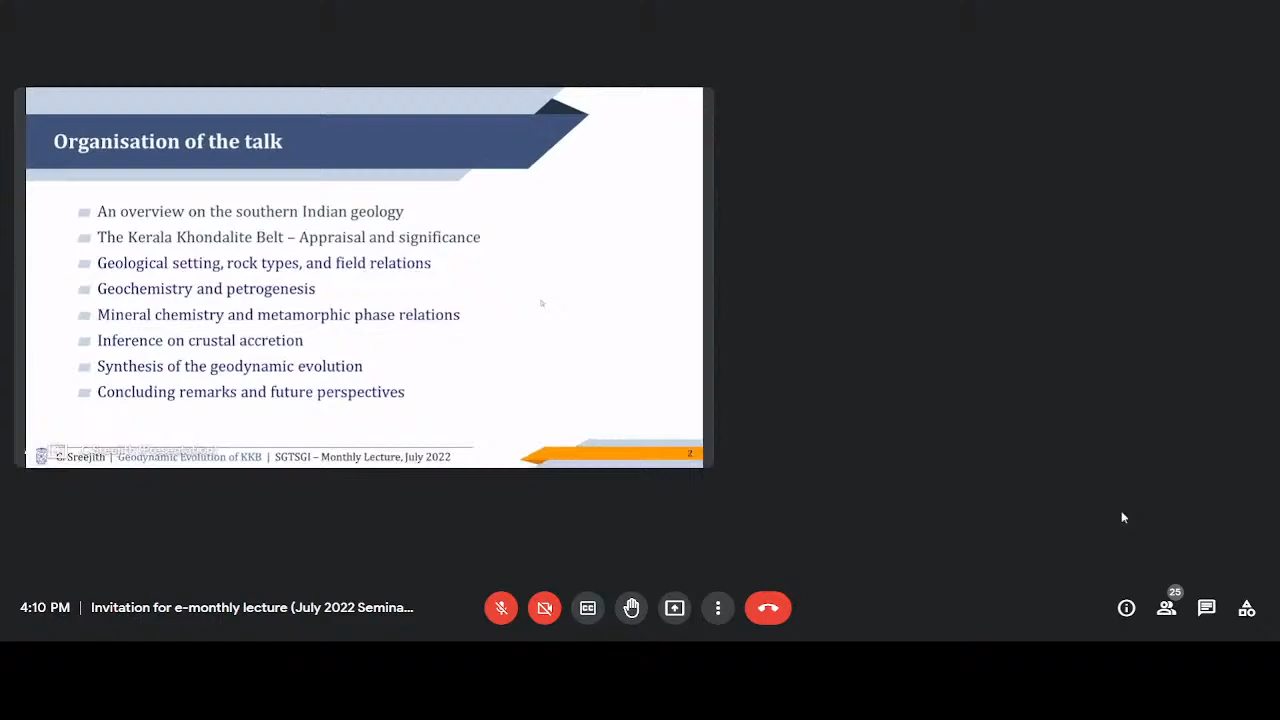 Organisation of the talk
An overview on the southern Indian geology
The Kerala Khondalite Belt – Appraisal and significance
Geological setting, rock types, and field relations
Geochemistry and petrogenesis
Mineral chemistry and metamorphic phase relations
Inference on crustal accretion
Synthesis of the geodynamic evolution
Concluding remarks and future perspectives
C Sreejith (Presentation)
C. Sreejith | Geodynamic Evolution of KKB | SGTSGI – Monthly Lecture, July 2022
2
25
4:10 PM | Invitation for e-monthly lecture (July 2022 Semina...
CC